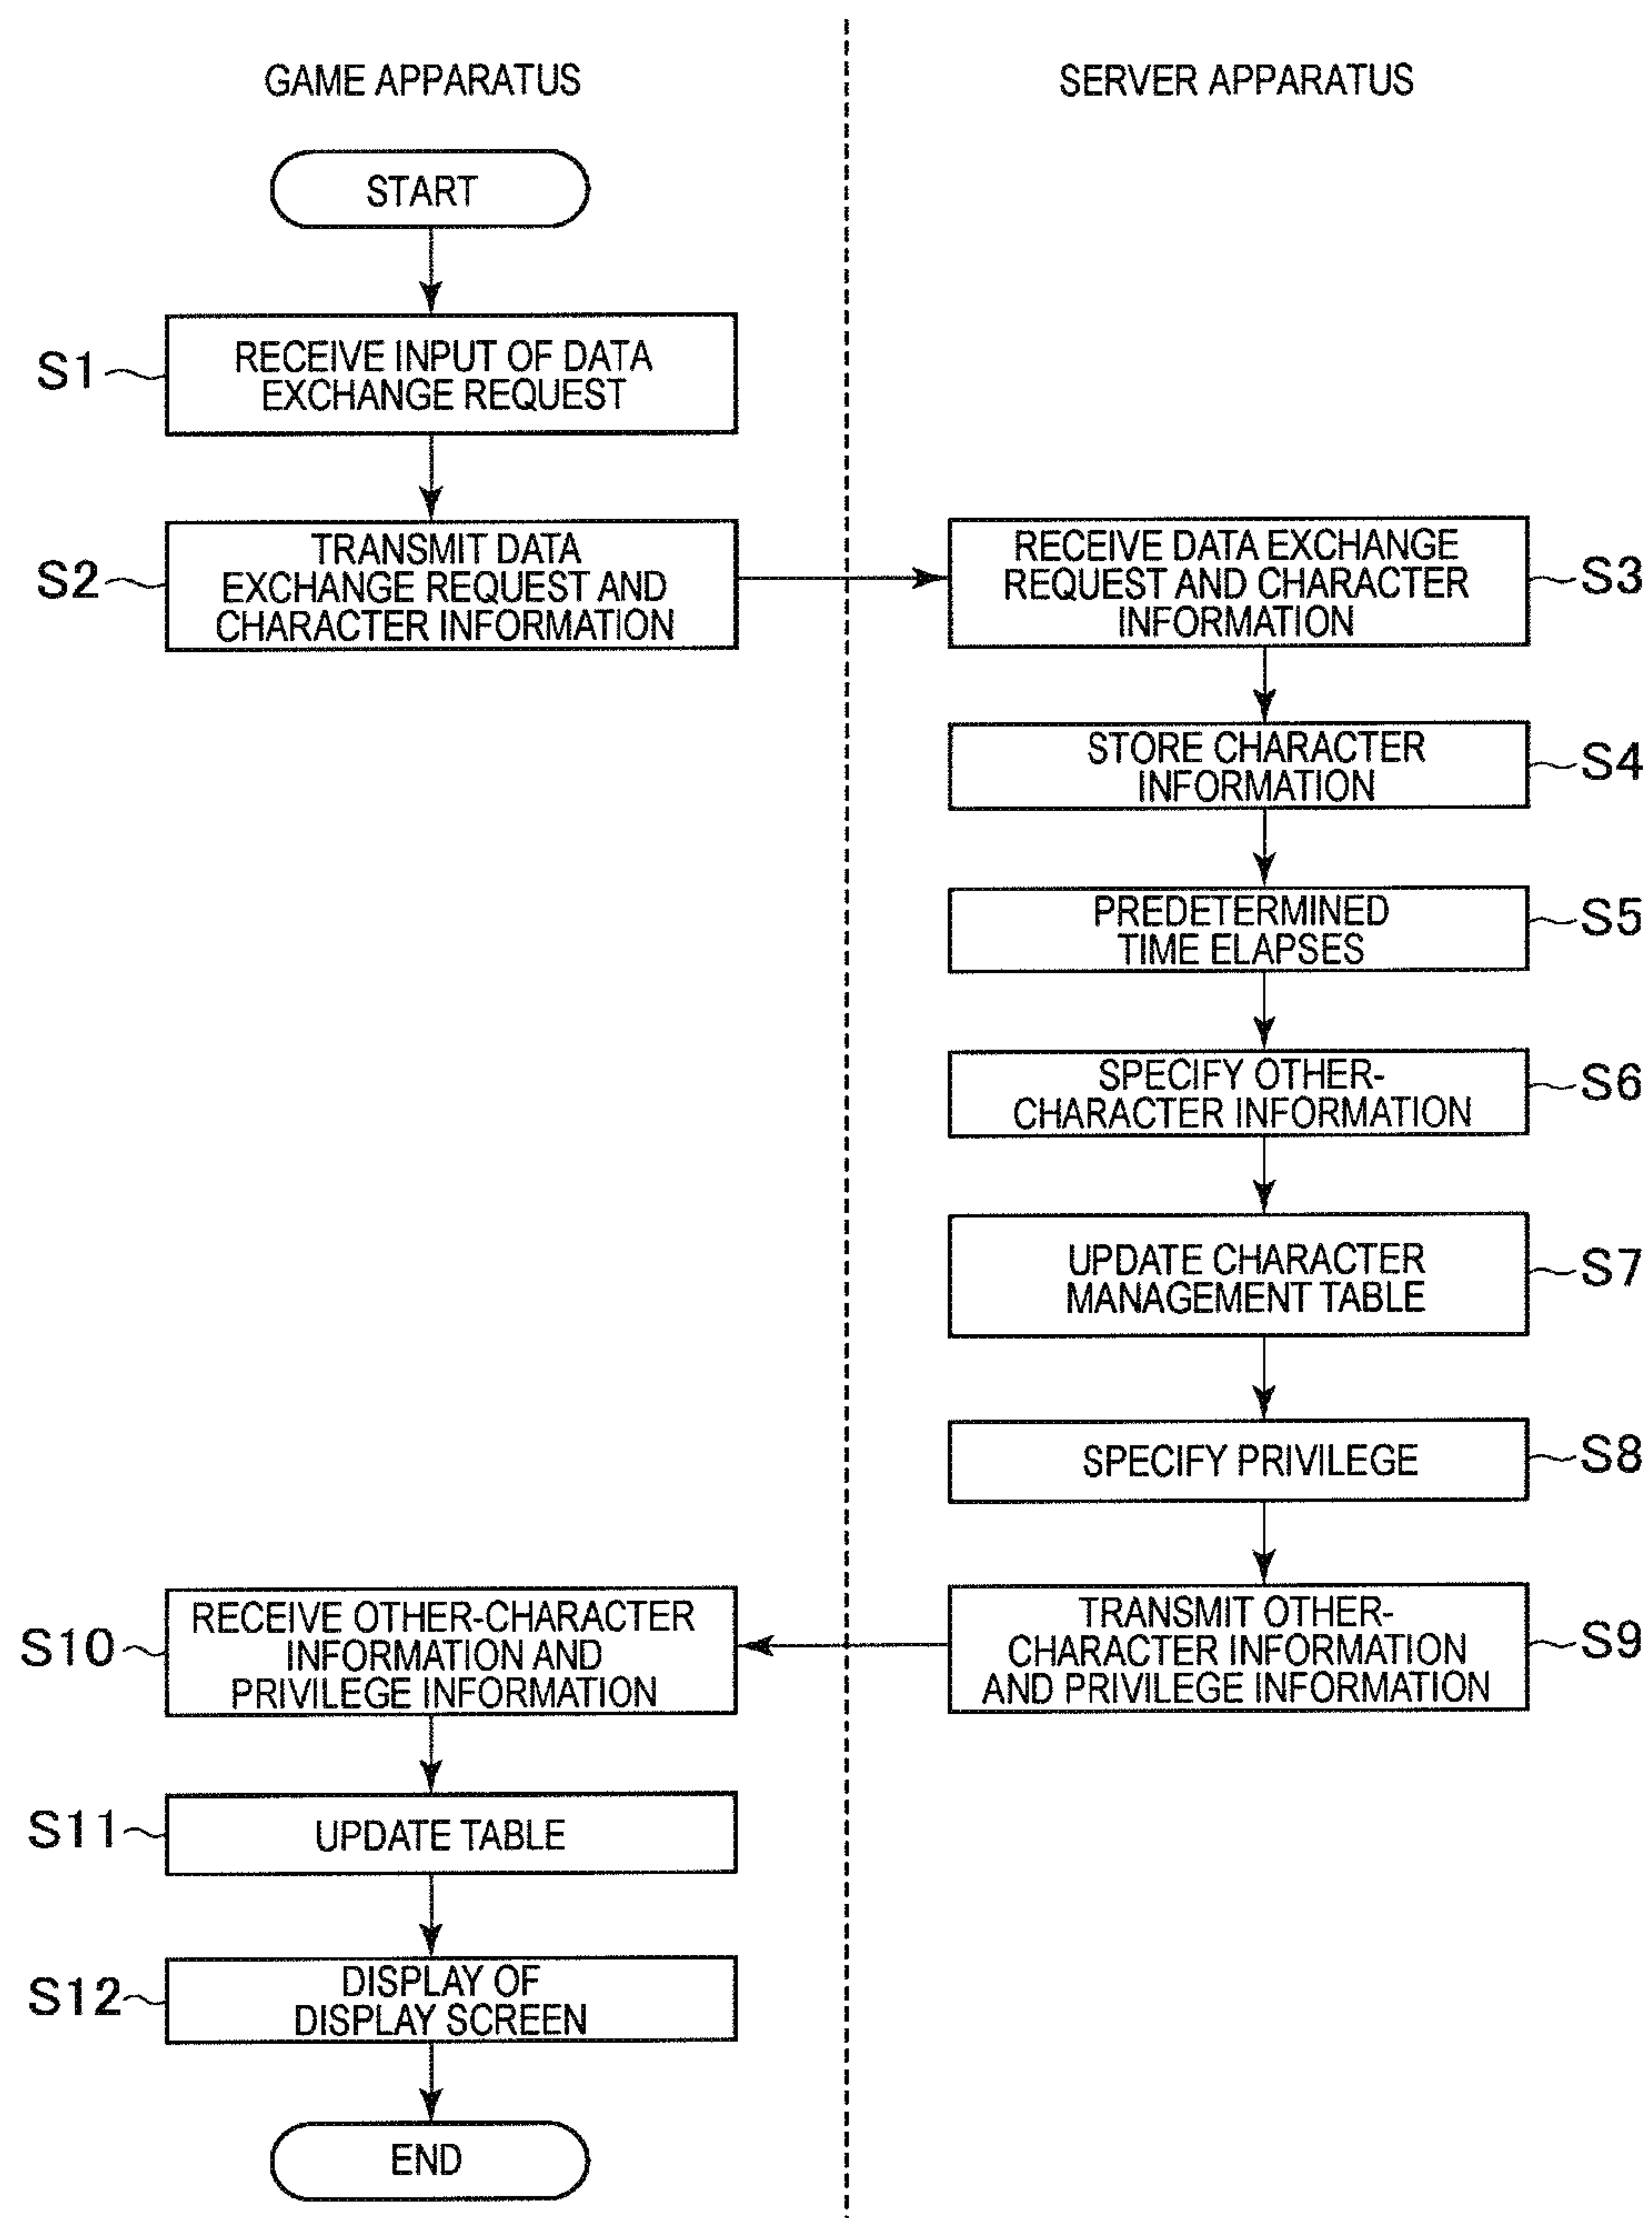 GAME APPARATUS
SERVER APPARATUS
START
S1
RECEIVE INPUT OF DATA
EXCHANGE REQUEST
S2
TRANSMIT DATA
EXCHANGE REQUEST AND
CHARACTER INFORMATION
RECEIVE DATA EXCHANGE
REQUEST AND CHARACTER
INFORMATION
S3
STORE CHARACTER
INFORMATION
S4
PREDETERMINED
TIME ELAPSES
S5
SPECIFY OTHER-
CHARACTER INFORMATION
S6
UPDATE CHARACTER
MANAGEMENT TABLE
S7
SPECIFY PRIVILEGE
S8
TRANSMIT OTHER-
CHARACTER INFORMATION
AND PRIVILEGE INFORMATION
S9
S10
RECEIVE OTHER-CHARACTER
INFORMATION AND
PRIVILEGE INFORMATION
S11
UPDATE TABLE
S12
DISPLAY OF
DISPLAY SCREEN
END